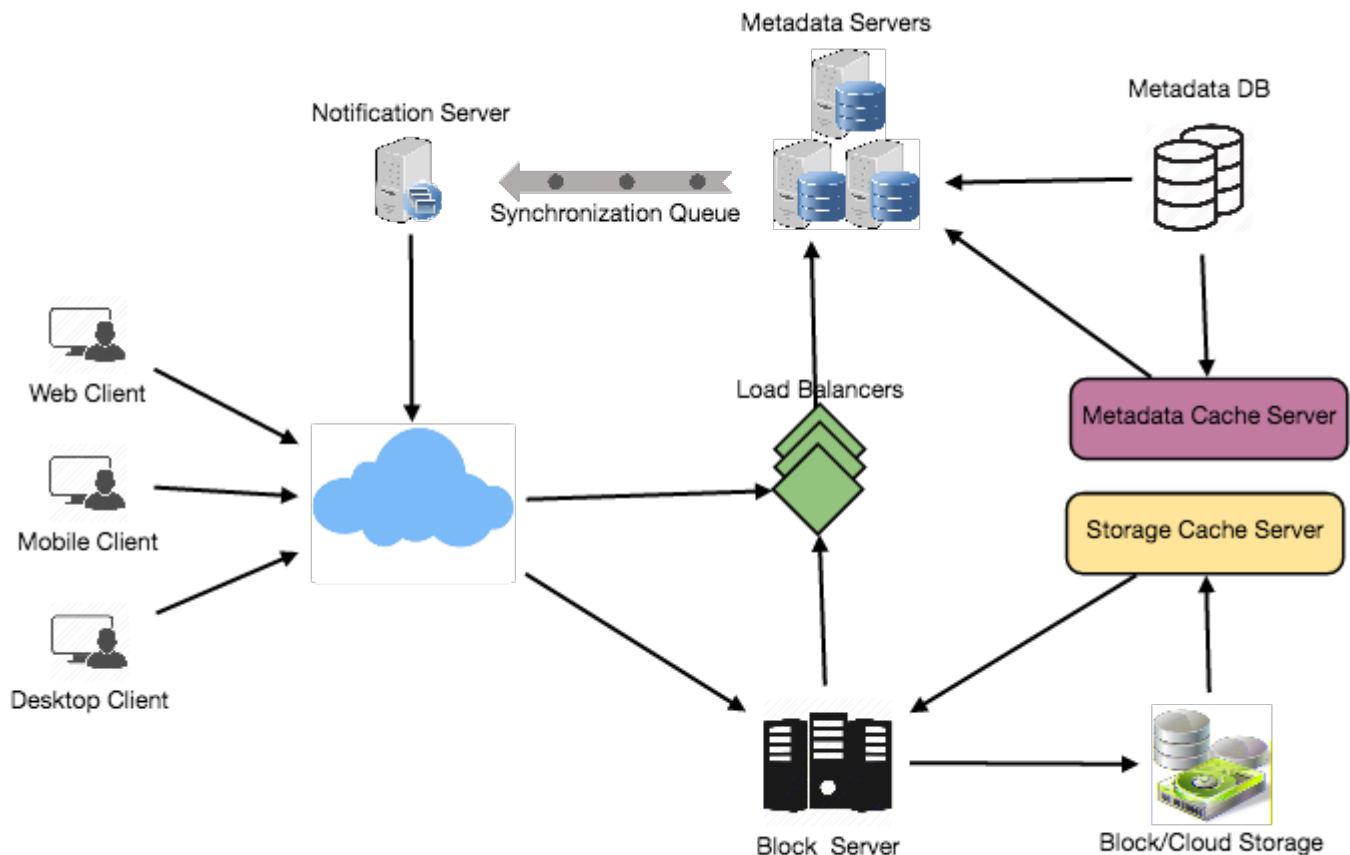 Metadata Servers
Metadata DB
Notification Server
Synchronization Queue
Web Client
Load Balancers
Metadata Cache Server
Mobile Client
Storage Cache Server
Desktop Client
Block Server
Block/Cloud Storage